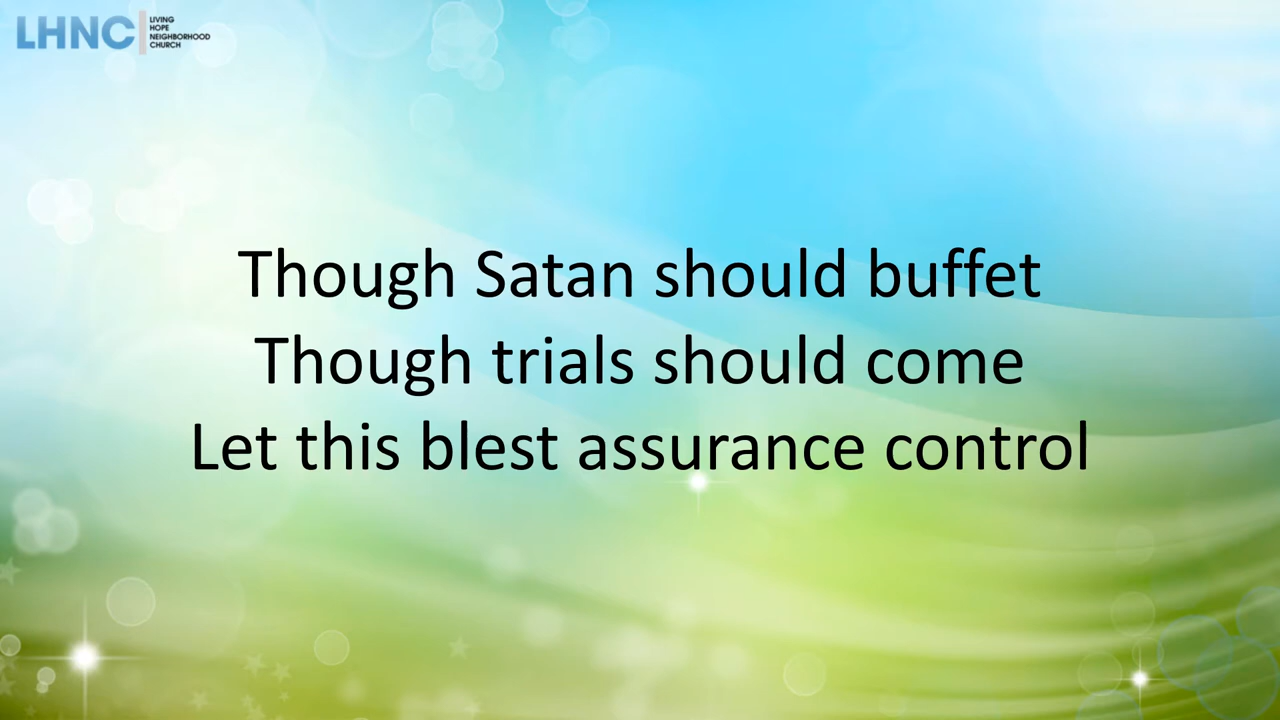 LHNC
LIVING
HOPE
NEIGHBORHOOD
CHURCH
Though Satan should buffet
Though trials should come
Let this blest assurance control